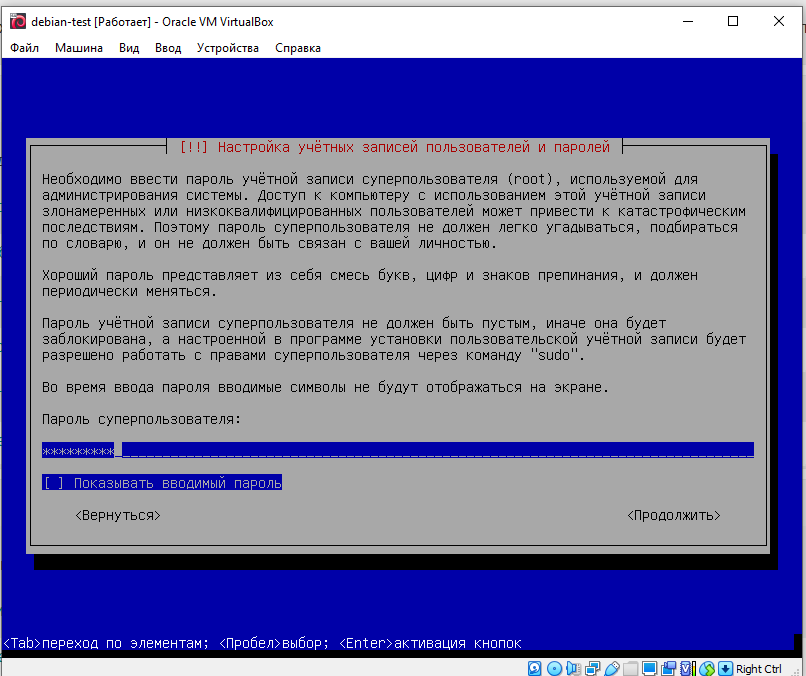 debian-test [Работает] - Oracle VM VirtualBox
Файл Машина Вид Ввод Устройства Справка
[!!] Настройка учётных записей пользователей и паролей
Необходимо ввести пароль учётной записи суперпользователя (root), используемой для
администрирования системы. Доступ к компьютеру с использованием этой учётной записи
злонамеренных или низкоквалифицированных пользователей может привести к катастрофическим
последствиям. Поэтому пароль суперпользователя не должен легко угадываться, подбираться
по словарю, и он не должен быть связан с вашей личностью.
Хороший пароль представляет из себя смесь букв, цифр и знаков препинания, и должен
периодически меняться.
Пароль учётной записи суперпользователя не должен быть пустым, иначе она будет
заблокирована, а настроенной в программе установки пользовательской учётной записи будет
разрешено работать с правами суперпользователя через команду "sudo".
Во время ввода пароля вводимые символы не будут отображаться на экране.
Пароль суперпользователя:
*********
[ ] Показывать вводимый пароль
<Вернуться> <Продолжить>
<Tab>переход по элементам; <Пробел>выбор; <Enter>активация кнопок
Right Ctrl